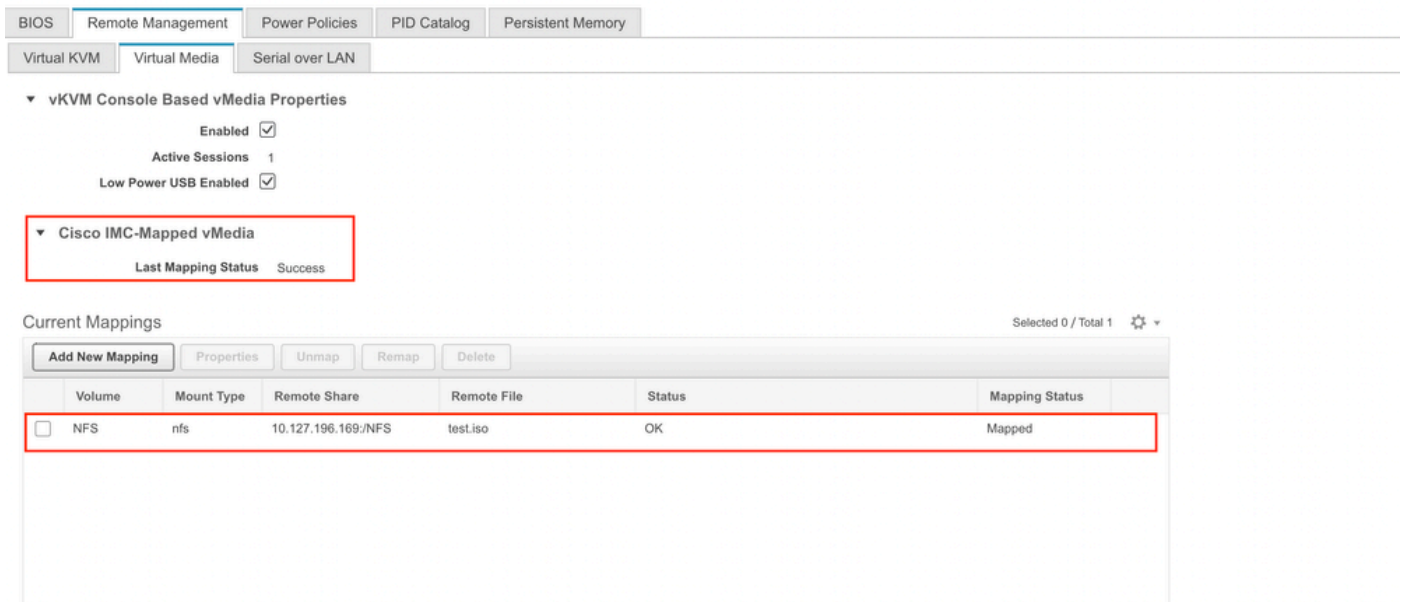 BIOS Remote Management Power Policies PID Catalog Persistent Memory
Virtual KVM Virtual Media Serial over LAN
vKVM Console Based vMedia Properties
Enabled
Active Sessions 1
Low Power USB Enabled
Cisco IMC-Mapped vMedia
Last Mapping Status Success
Current Mappings Selected 0 / Total 1
Add New Mapping Properties Unmap Remap Delete
Volume Mount Type Remote Share Remote File Status Mapping Status
NFS nfs 10.127.196.169:/NFS test.iso OK Mapped